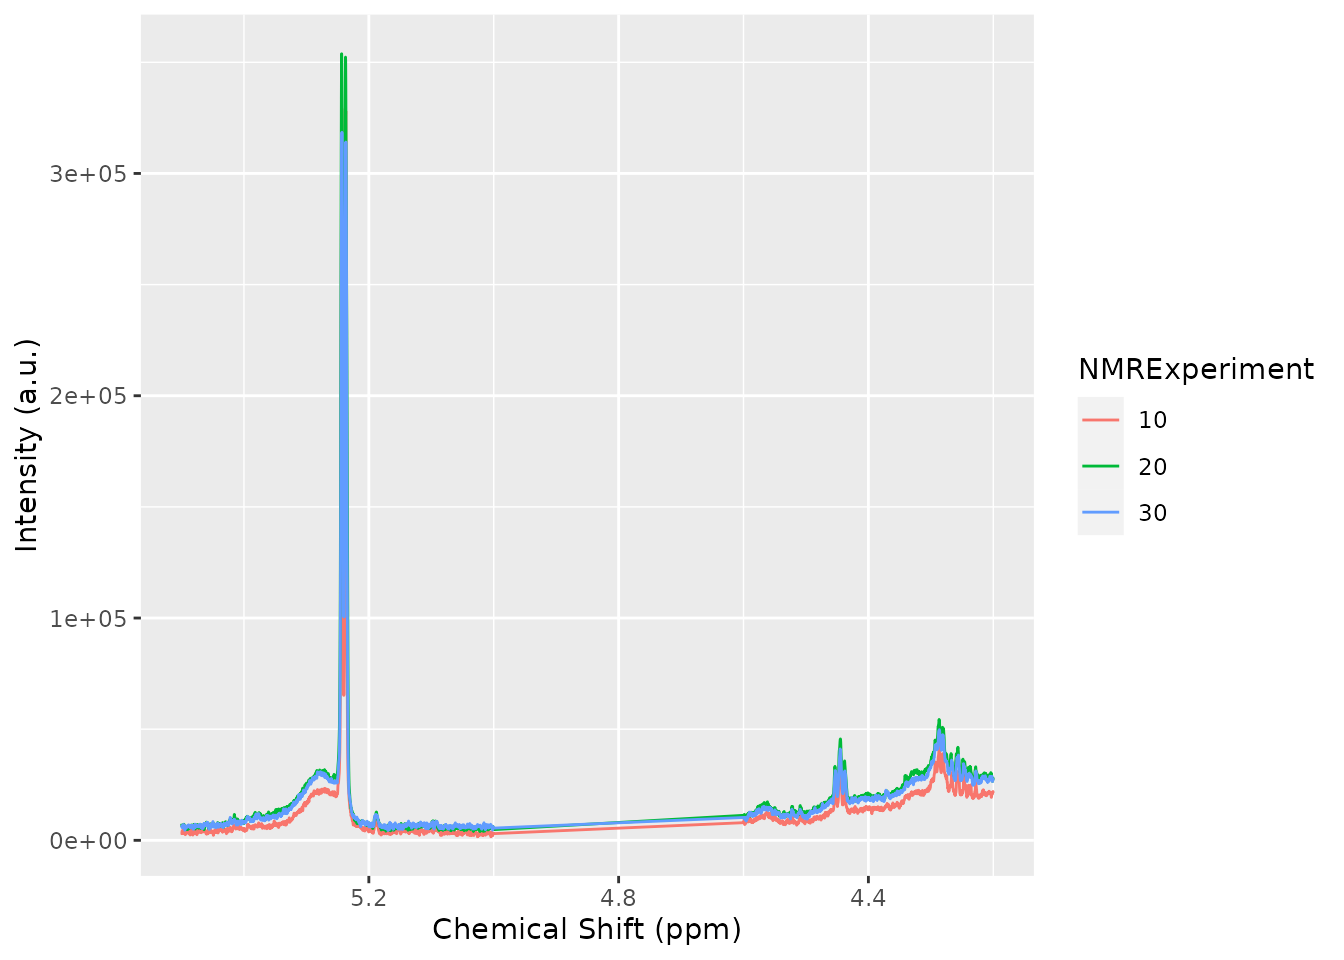 3e+05
2e+05
1e+05
0e+00
Intensity (a.u.)
5.2
4.8
4.4
Chemical Shift (ppm)
NMRExperiment
10
20
30